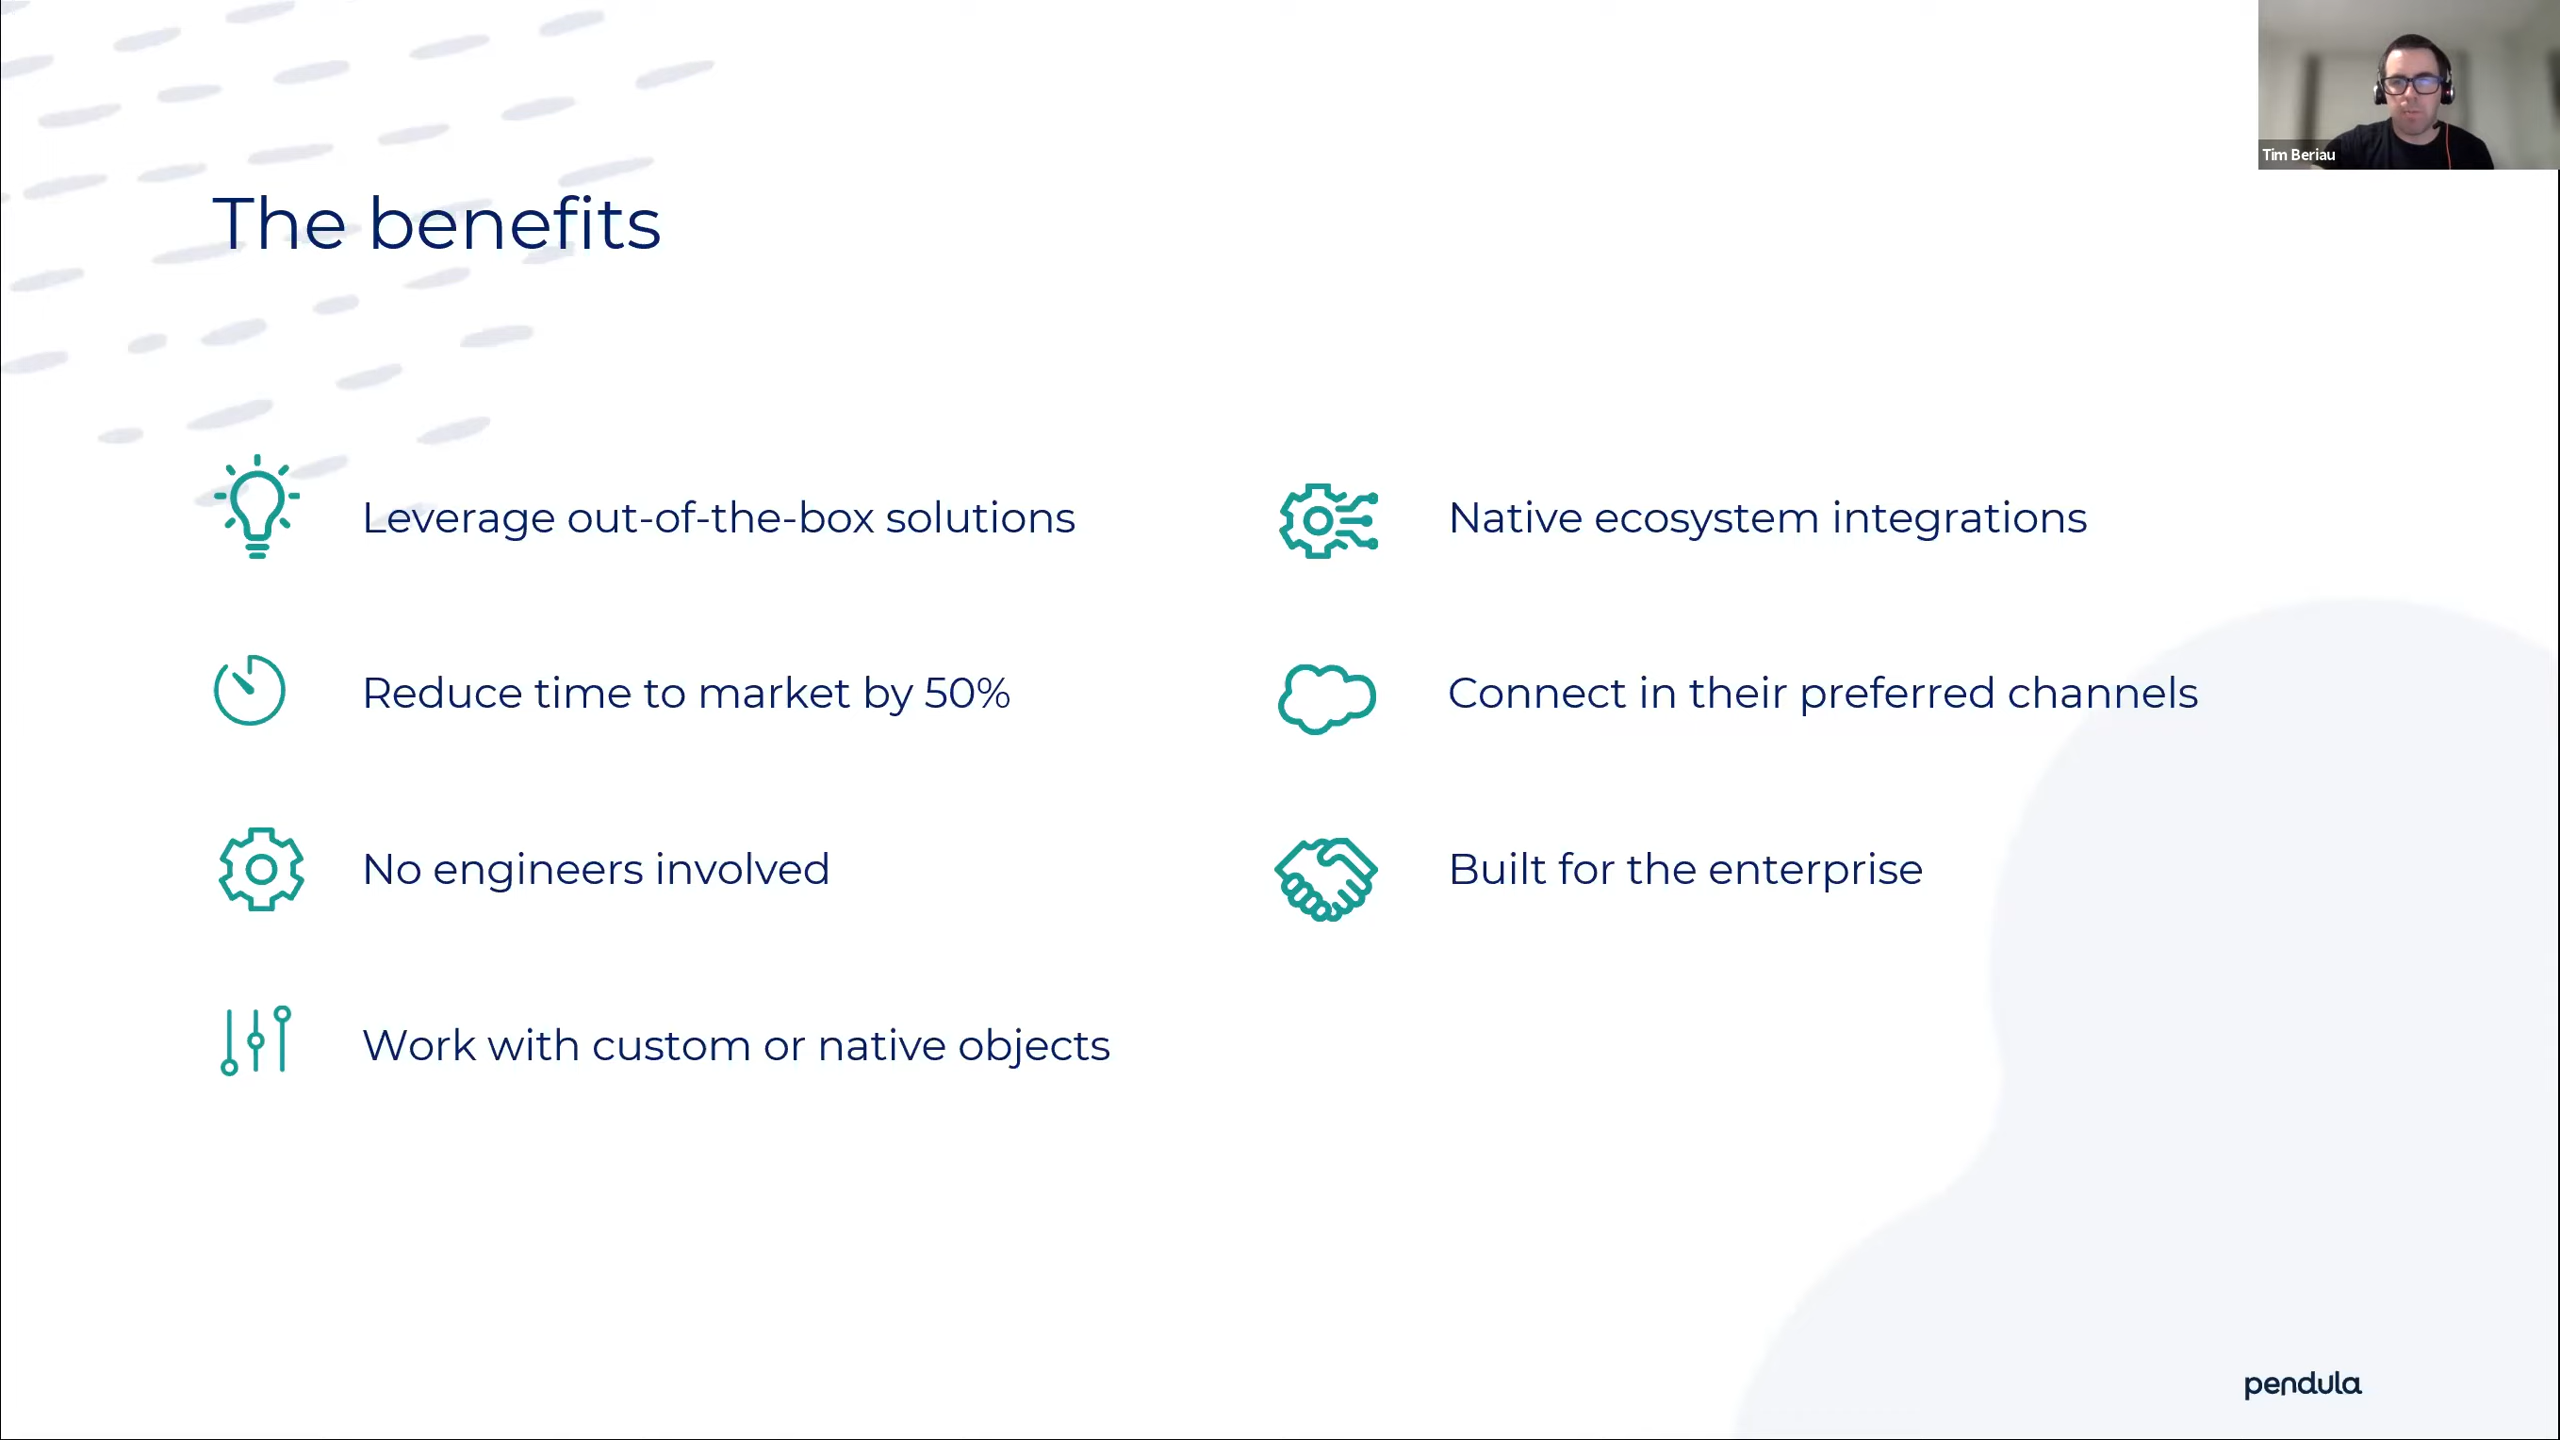 Tim Beriau
The benefits
Leverage out-of-the-box solutions
Reduce time to market by 50%
No engineers involved
Work with custom or native objects
Native ecosystem integrations
Connect in their preferred channels
Built for the enterprise
pendula